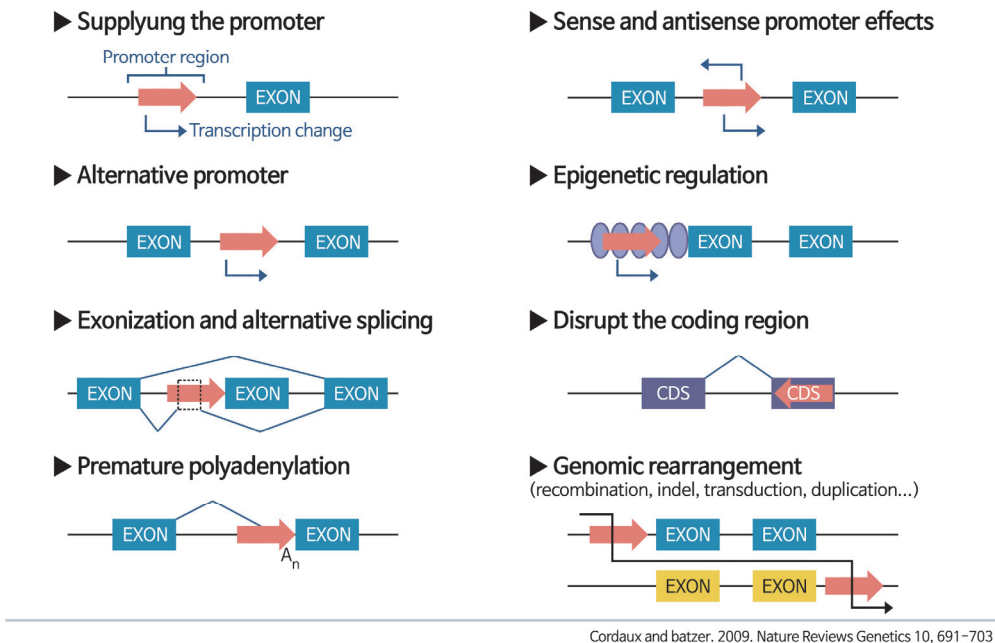 ▶ Supplyung the promoter
Promoter region
EXON
Transcription change
▶ Alternative promoter
EXON EXON
▶ Exonization and alternative splicing
EXON EXON EXON
▶ Premature polyadenylation
EXON EXON
An
▶ Sense and antisense promoter effects
EXON EXON
▶ Epigenetic regulation
EXON EXON
▶ Disrupt the coding region
CDS CDS
▶ Genomic rearrangement
(recombination, indel, transduction, duplication...)
EXON EXON
EXON EXON
Cordaux and batzer. 2009. Nature Reviews Genetics 10, 691-703